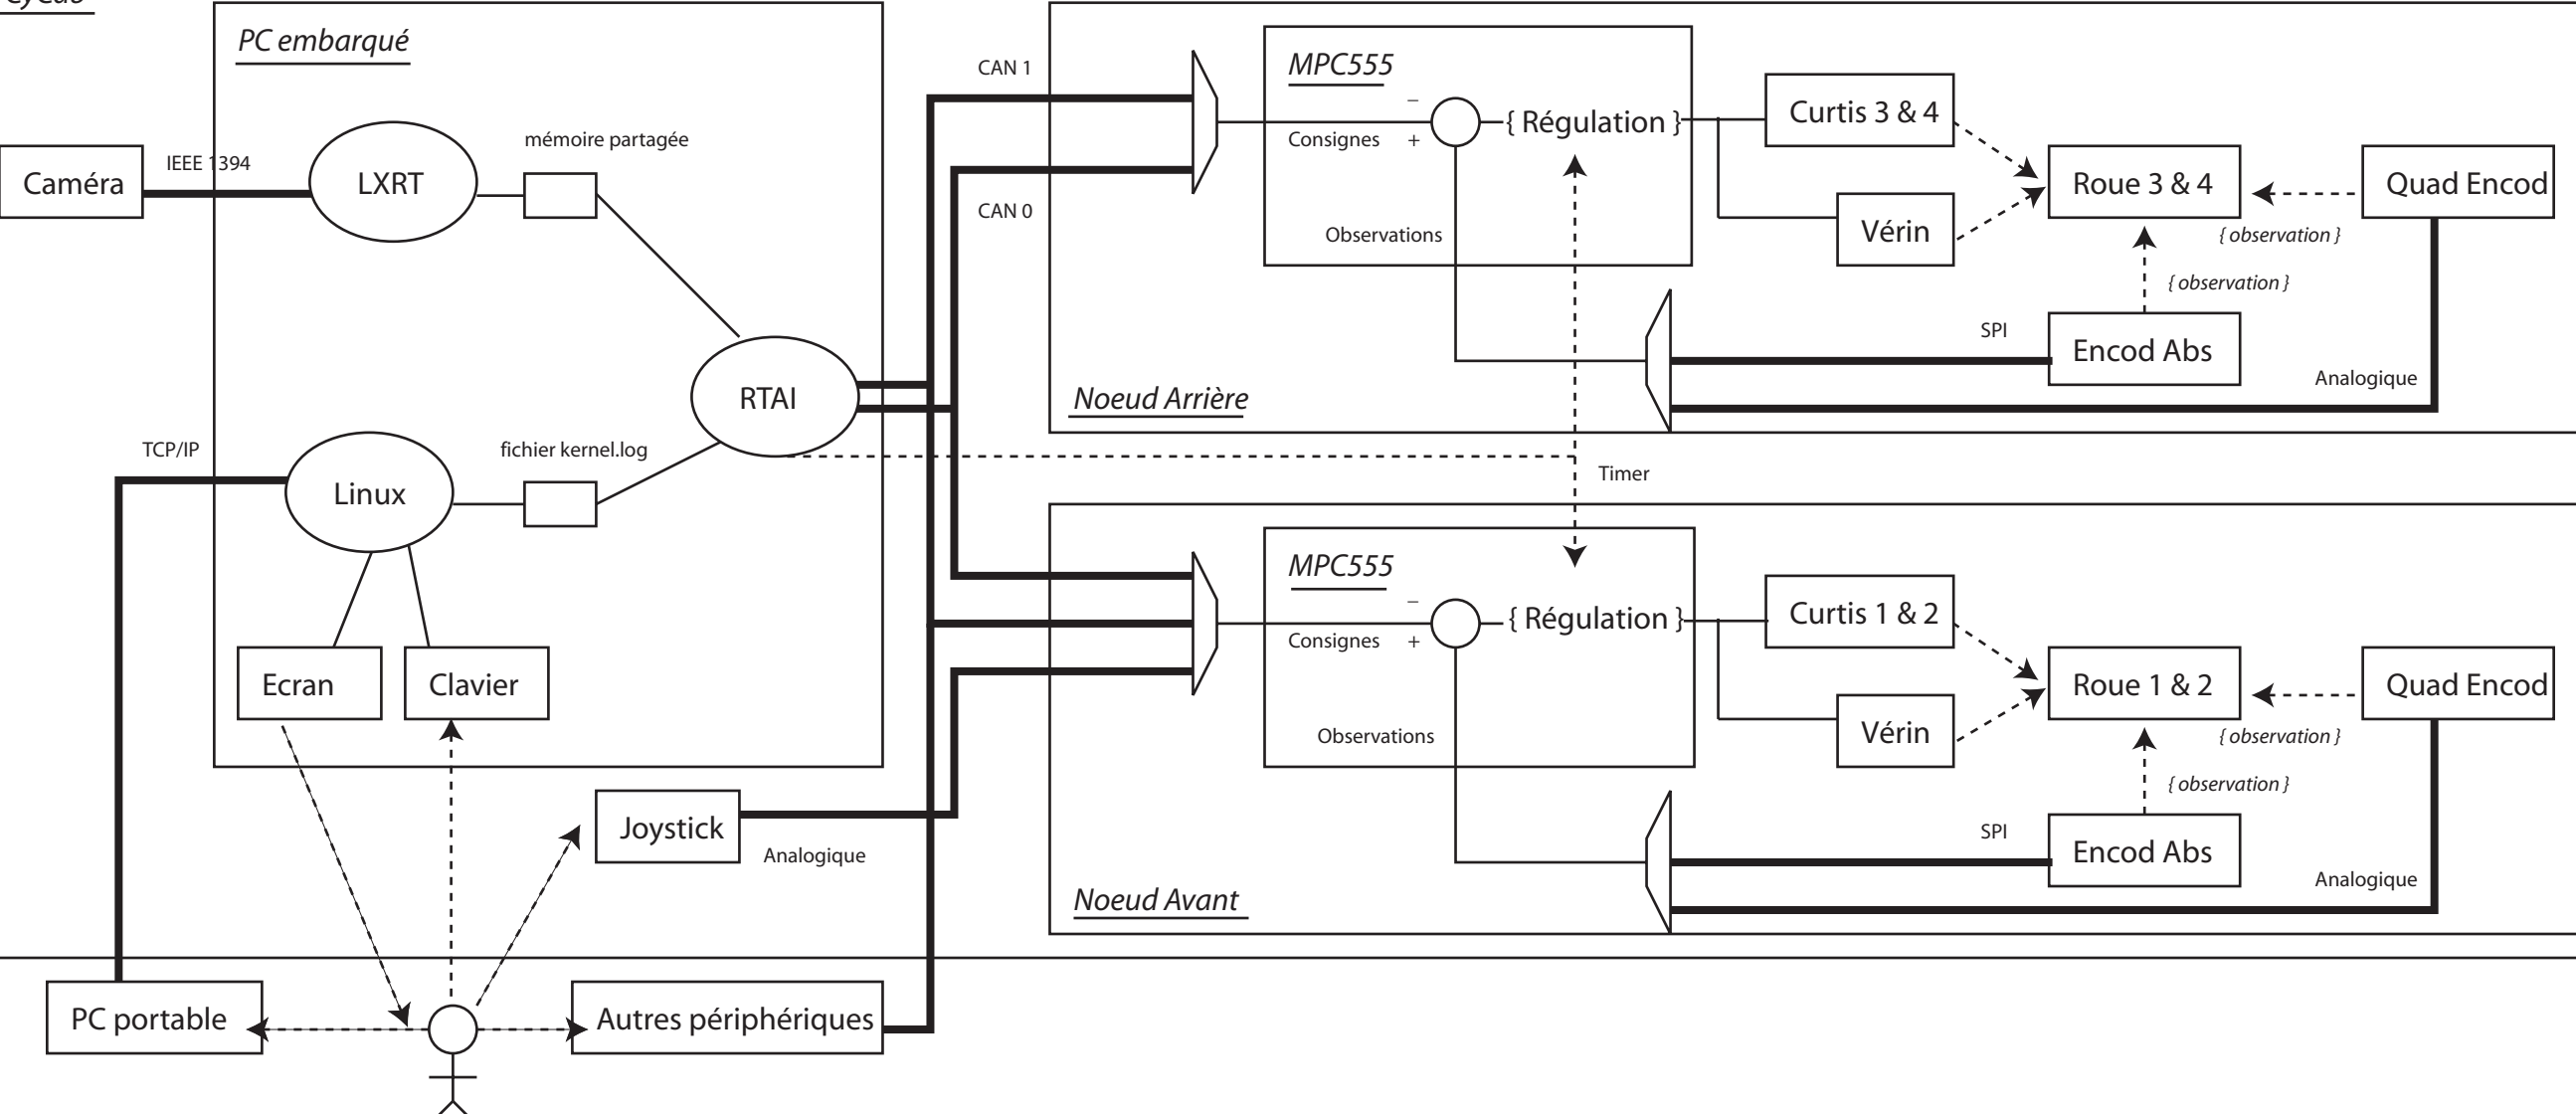 PC embarqué
Caméra
IEEE 1394
LXRT
mémoire partagée
RTAI
TCP/IP
Linux
fichier kernel.log
Ecran
Clavier
Joystick
Analogique
PC portable
Autres périphériques
CAN 1
CAN 0
MPC555
Consignes
–
+
{ Régulation }
Observations
Curtis 3 & 4
Vérin
Roue 3 & 4
Quad Encod
{ observation }
{ observation }
SPI
Encod Abs
Analogique
Noeud Arrière
Timer
MPC555
Consignes
–
+
{ Régulation }
Observations
Curtis 1 & 2
Vérin
Roue 1 & 2
Quad Encod
{ observation }
{ observation }
SPI
Encod Abs
Analogique
Noeud Avant